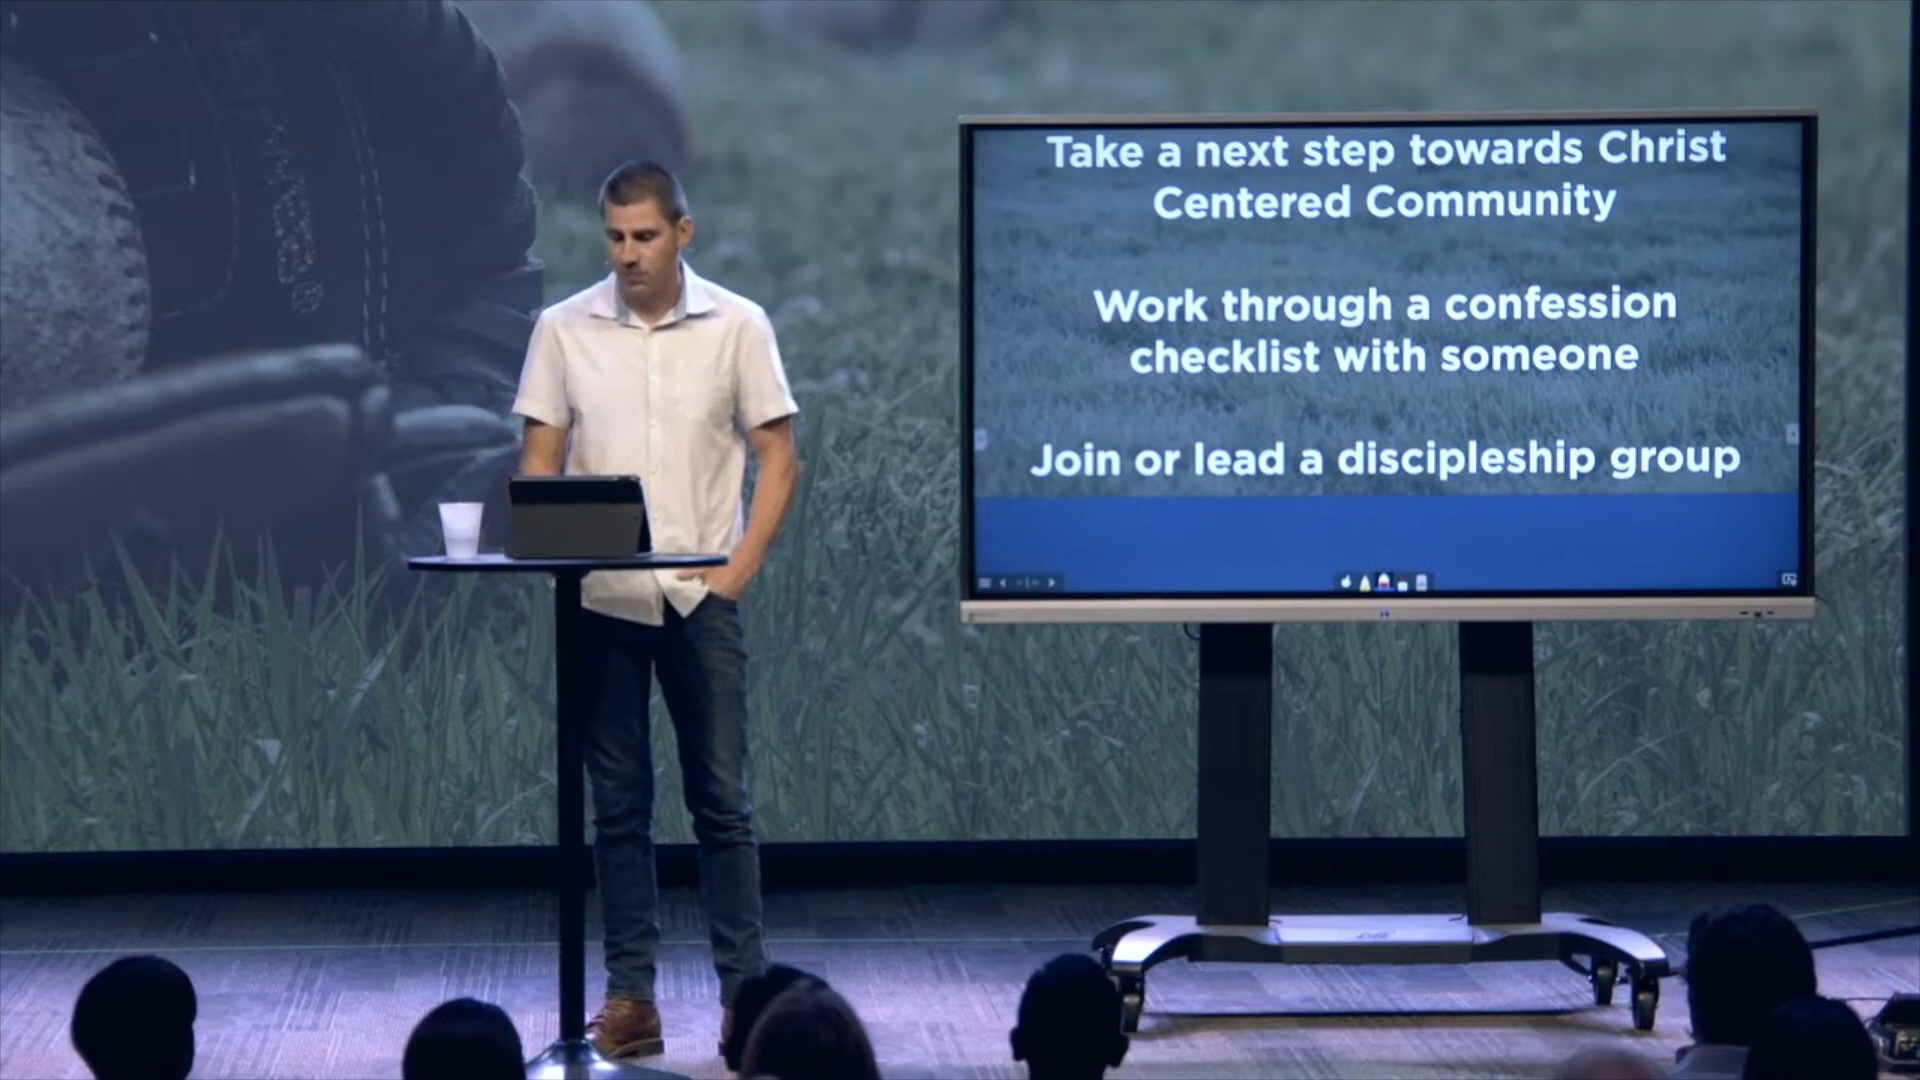 Take a next step towards Christ
Centered Community
Work through a confession
checklist with someone
Join or lead a discipleship group